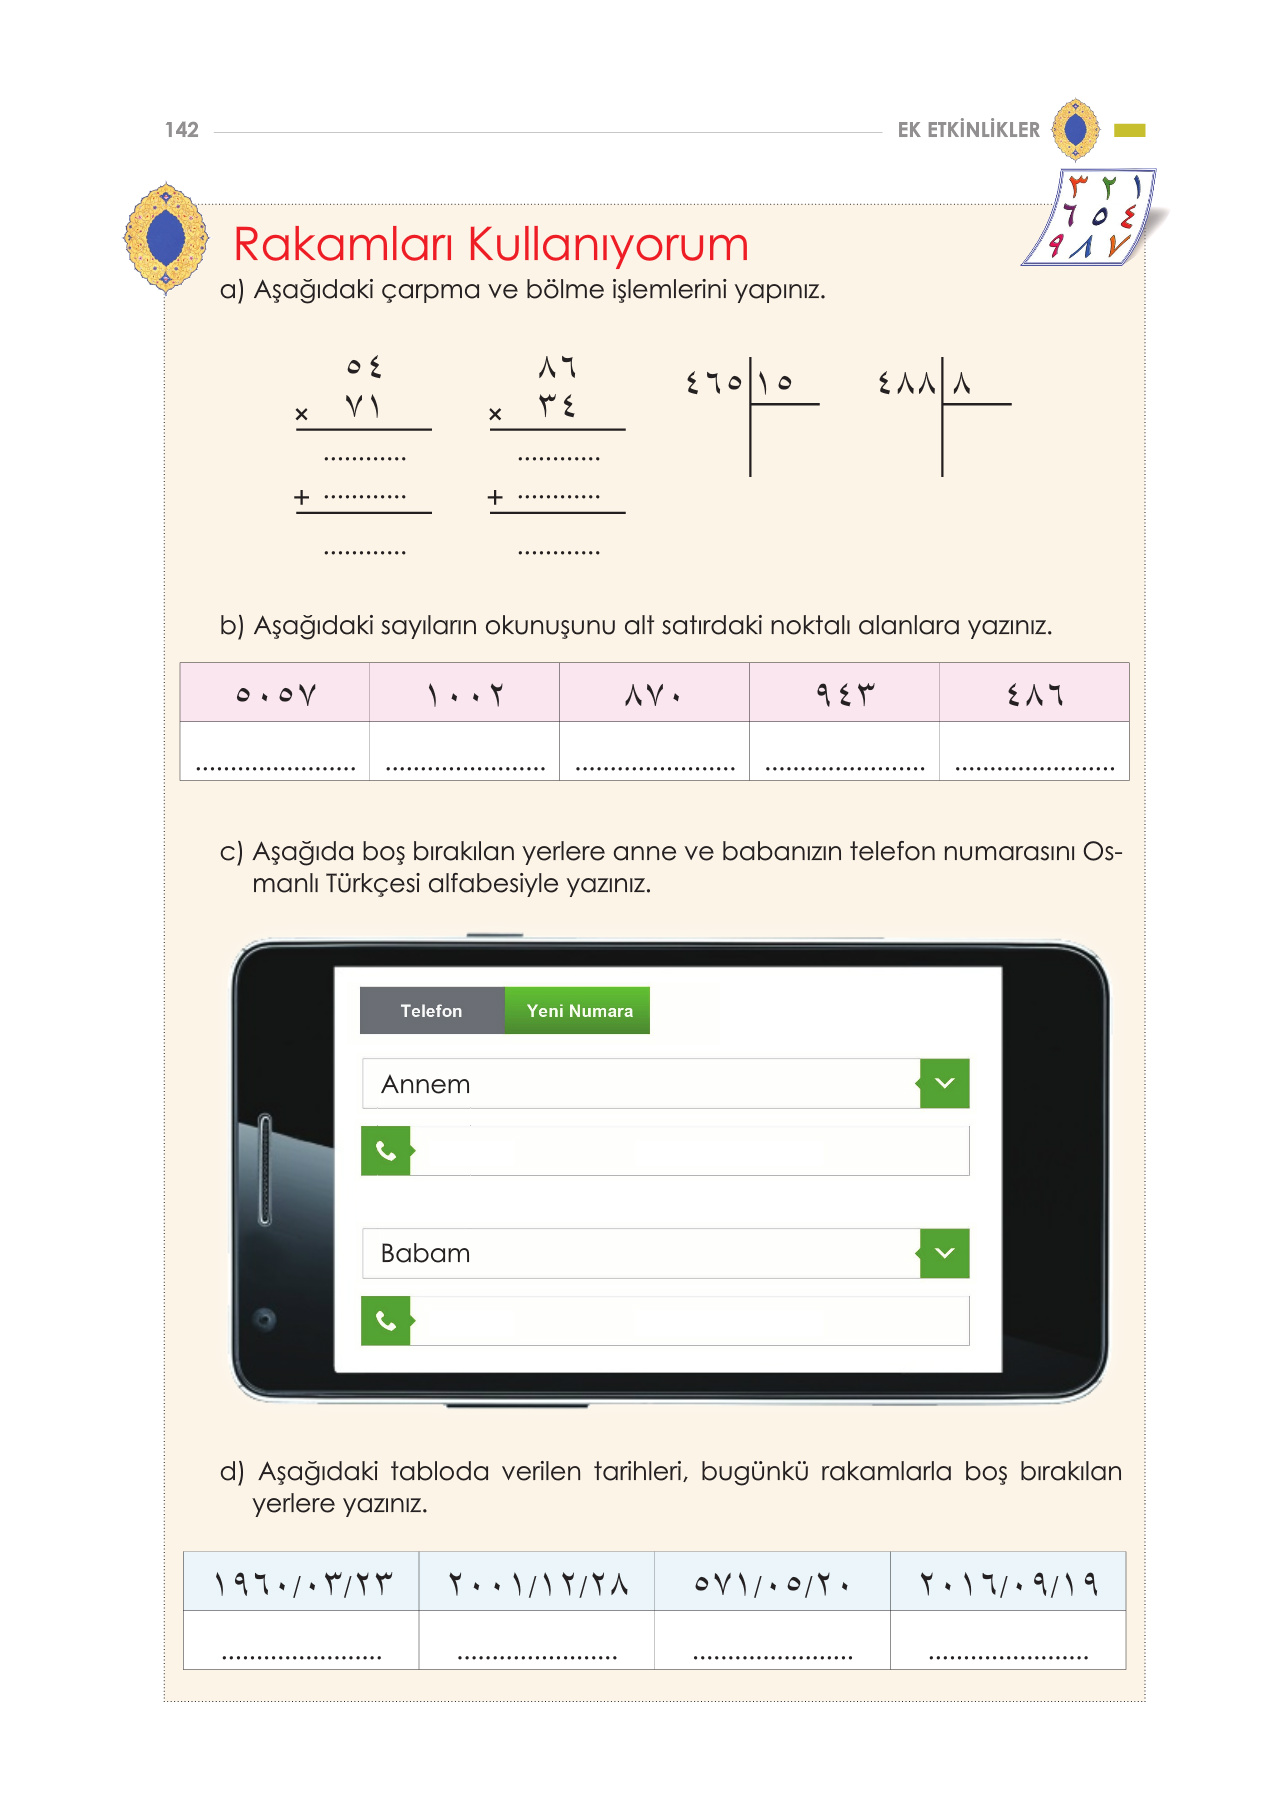 142
EK ETKİNLİKLER
٣ ٢ ١
٦ ٥ ٤
٩ ٨ ٧
Rakamları Kullanıyorum
a) Aşağıdaki çarpma ve bölme işlemlerini yapınız.
٥٤
× ٧١
............
+ ............
............
٨٦
× ٣٤
............
+ ............
............
٤٦٥ ١٥
٤٨٨ ٨
b) Aşağıdaki sayıların okunuşunu alt satırdaki noktalı alanlara yazınız.
٥٠٥٧ ١٠٠٢ ٨٧٠ ٩٤٣ ٤٨٦
....................... ....................... ....................... ....................... .......................
c) Aşağıda boş bırakılan yerlere anne ve babanızın telefon numarasını Os-
manlı Türkçesi alfabesiyle yazınız.
Telefon Yeni Numara
Annem
Babam
d) Aşağıdaki tabloda verilen tarihleri, bugünkü rakamlarla boş bırakılan
yerlere yazınız.
١٩٦٠/٠٣/٢٣ ٢٠٠١/١٢/٢٨ ٥٧١/٠٥/٢٠ ٢٠١٦/٠٩/١٩
....................... ....................... ....................... .......................